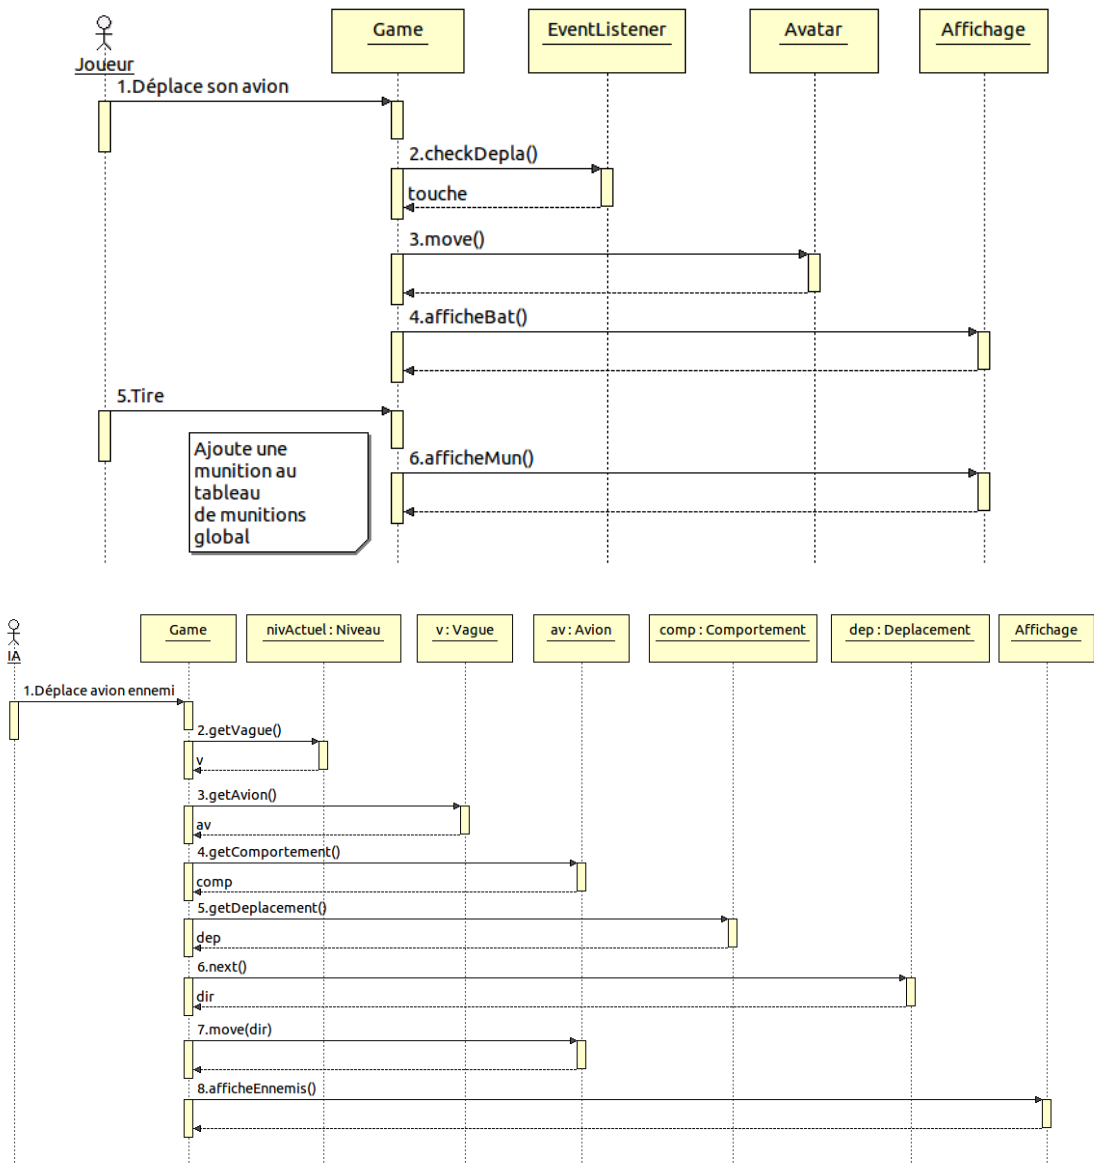 Joueur
Game
EventListener
Avatar
Affichage
1.Déplace son avion
2.checkDepla()
touche
3.move()
4.afficheBat()
5.Tire
Ajoute une
munition au
tableau
de munitions
global
6.afficheMun()
IA
Game
nivActuel : Niveau
v : Vague
av : Avion
comp : Comportement
dep : Deplacement
Affichage
1.Déplace avion ennemi
2.getVague()
v
3.getAvion()
av
4.getComportement()
comp
5.getDeplacement()
dep
6.next()
dir
7.move(dir)
8.afficheEnnemis()